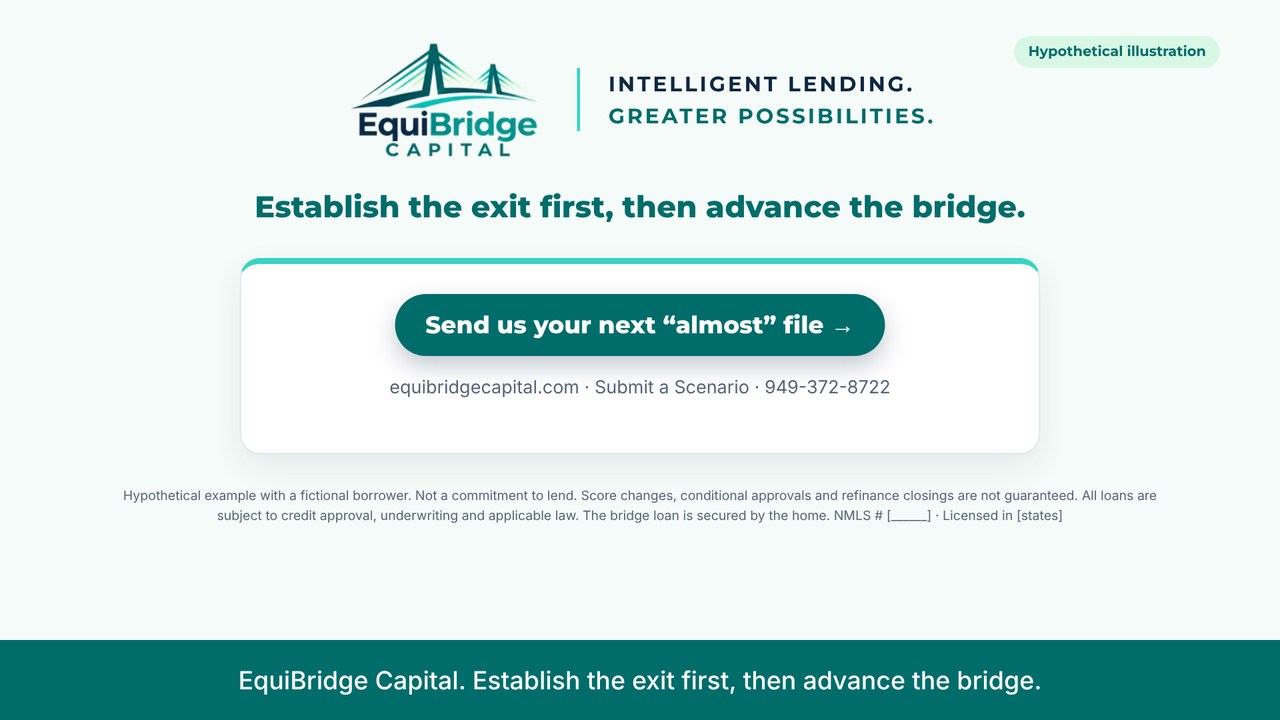 Hypothetical illustration
EquiBridge
CAPITAL
INTELLIGENT LENDING.
GREATER POSSIBILITIES.
Establish the exit first, then advance the bridge.
Send us your next “almost” file →
equibridgecapital.com · Submit a Scenario · 949-372-8722
Hypothetical example with a fictional borrower. Not a commitment to lend. Score changes, conditional approvals and refinance closings are not guaranteed. All loans are
subject to credit approval, underwriting and applicable law. The bridge loan is secured by the home. NMLS # [______] · Licensed in [states]
EquiBridge Capital. Establish the exit first, then advance the bridge.